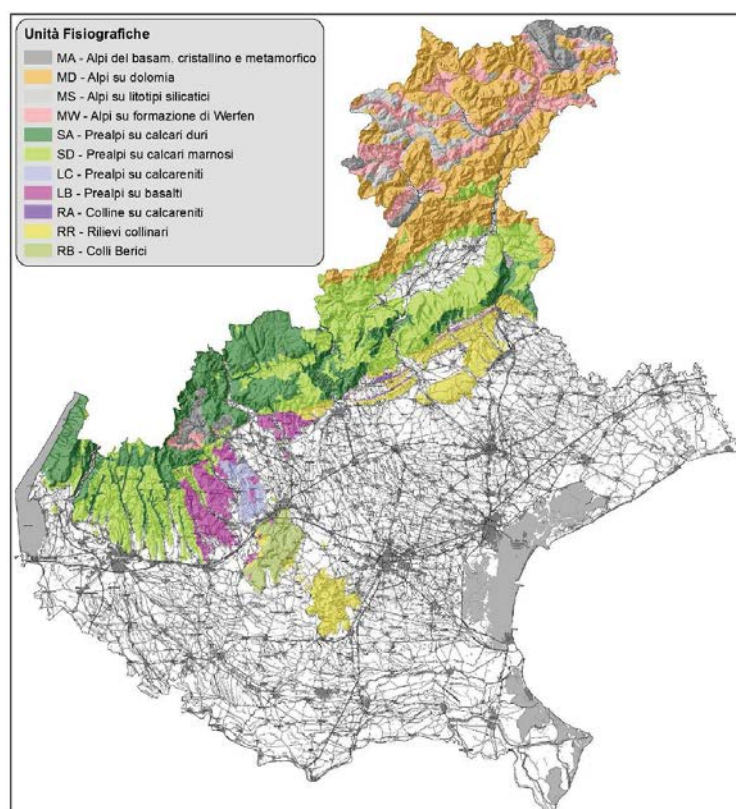 Unità Fisiografiche
MA - Alpi del basam. cristallino e metamorfico
MD - Alpi su dolomia
MS - Alpi su litotipi silicatici
MW - Alpi su formazione di Werfen
SA - Prealpi su calcari duri
SD - Prealpi su calcari marnosi
LC - Prealpi su calcareniti
LB - Prealpi su basalti
RA - Colline su calcareniti
RR - Rilievi collinari
RB - Colli Berici